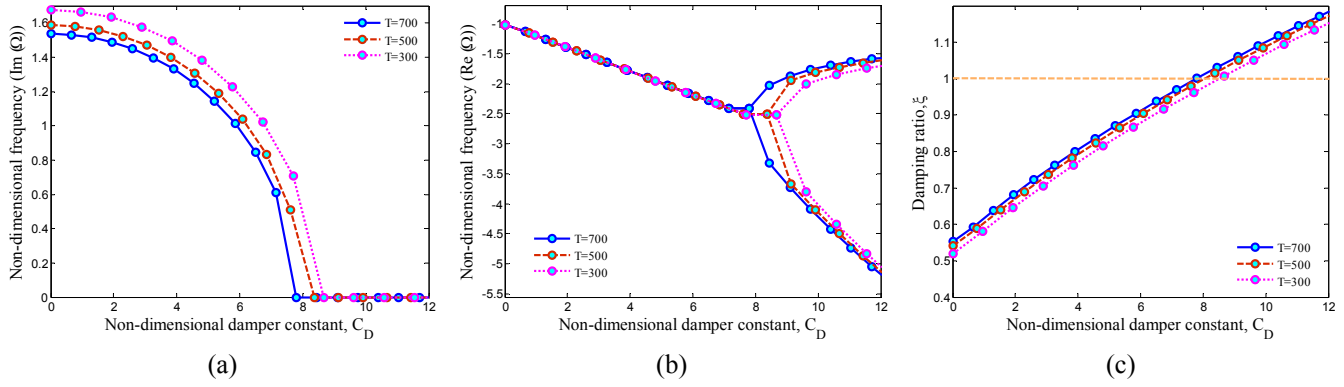 1.6
1.4
1.2
1
0.8
0.6
0.4
0.2
0
0 2 4 6 8 10 12
Non-dimensional frequency (Im Ω)
Non-dimensional damper constant, C_D
T=700
T=500
T=300
(a)
-1
-1.5
-2
-2.5
-3
-3.5
-4
-4.5
-5
-5.5
0 2 4 6 8 10 12
Non-dimensional frequency (Re Ω)
Non-dimensional damper constant, C_D
T=700
T=500
T=300
(b)
1.1
1
0.9
0.8
0.7
0.6
0.5
0.4
0 2 4 6 8 10 12
Damping ratio,ξ
Non-dimensional damper constant, C_D
T=700
T=500
T=300
(c)